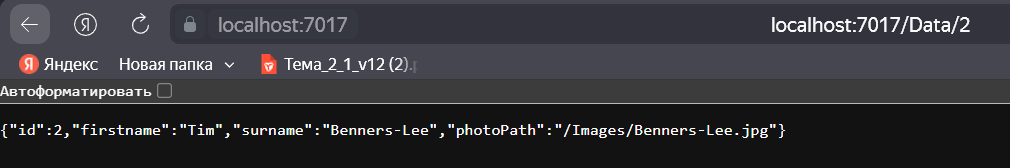 localhost:7017 localhost:7017/Data/2
Яндекс Новая папка Тема_2_1_v12 (2).p
Автоформатировать
{"id":2,"firstname":"Tim","surname":"Benners-Lee","photoPath":"/Images/Benners-Lee.jpg"}